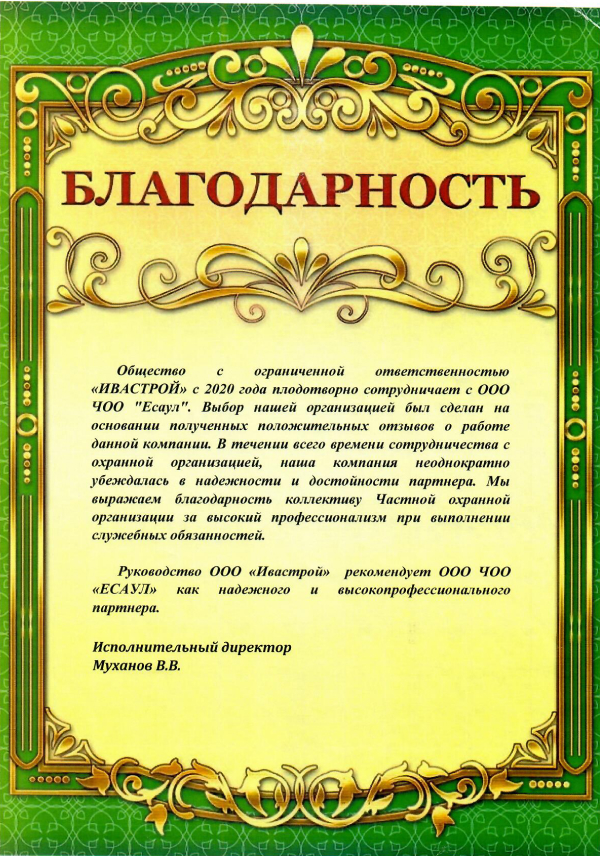 БЛАГОДАРНОСТЬ
Общество с ограниченной ответственностью
«ИВАСТРОЙ» с 2020 года плодотворно сотрудничает с ООО
ЧОО "Есаул". Выбор нашей организацией был сделан на
основании полученных положительных отзывов о работе
данной компании. В течении всего времени сотрудничества с
охранной организацией, наша компания неоднократно
убеждалась в надежности и достойности партнера. Мы
выражаем благодарность коллективу Частной охранной
организации за высокий профессионализм при выполнении
служебных обязанностей.
Руководство ООО «Ивастрой» рекомендует ООО ЧОО
«ЕСАУЛ» как надежного и высокопрофессионального
партнера.
Исполнительный директор
Муханов В.В.